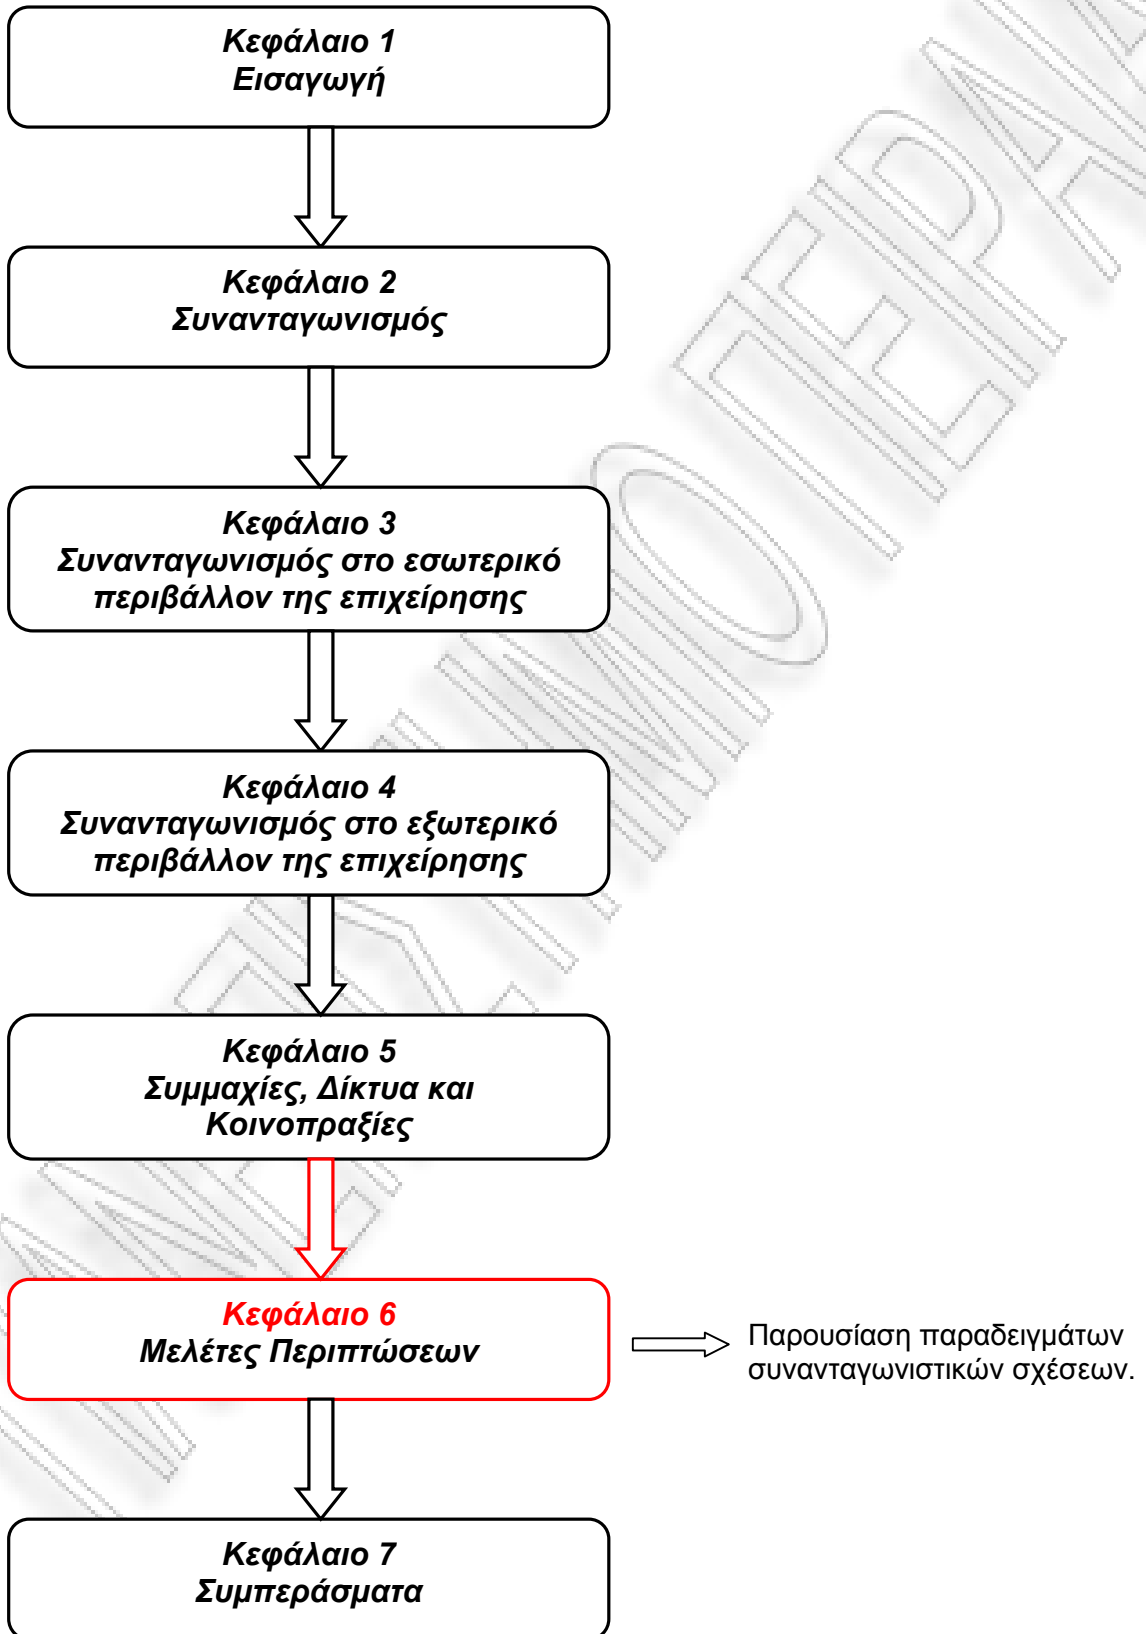 Κεφάλαιο 1
Εισαγωγή
Κεφάλαιο 2
Συνανταγωνισμός
Κεφάλαιο 3
Συνανταγωνισμός στο εσωτερικό
περιβάλλον της επιχείρησης
Κεφάλαιο 4
Συνανταγωνισμός στο εξωτερικό
περιβάλλον της επιχείρησης
Κεφάλαιο 5
Συμμαχίες, Δίκτυα και
Κοινοπραξίες
Κεφάλαιο 6
Μελέτες Περιπτώσεων
Παρουσίαση παραδειγμάτων
συνανταγωνιστικών σχέσεων.
Κεφάλαιο 7
Συμπεράσματα